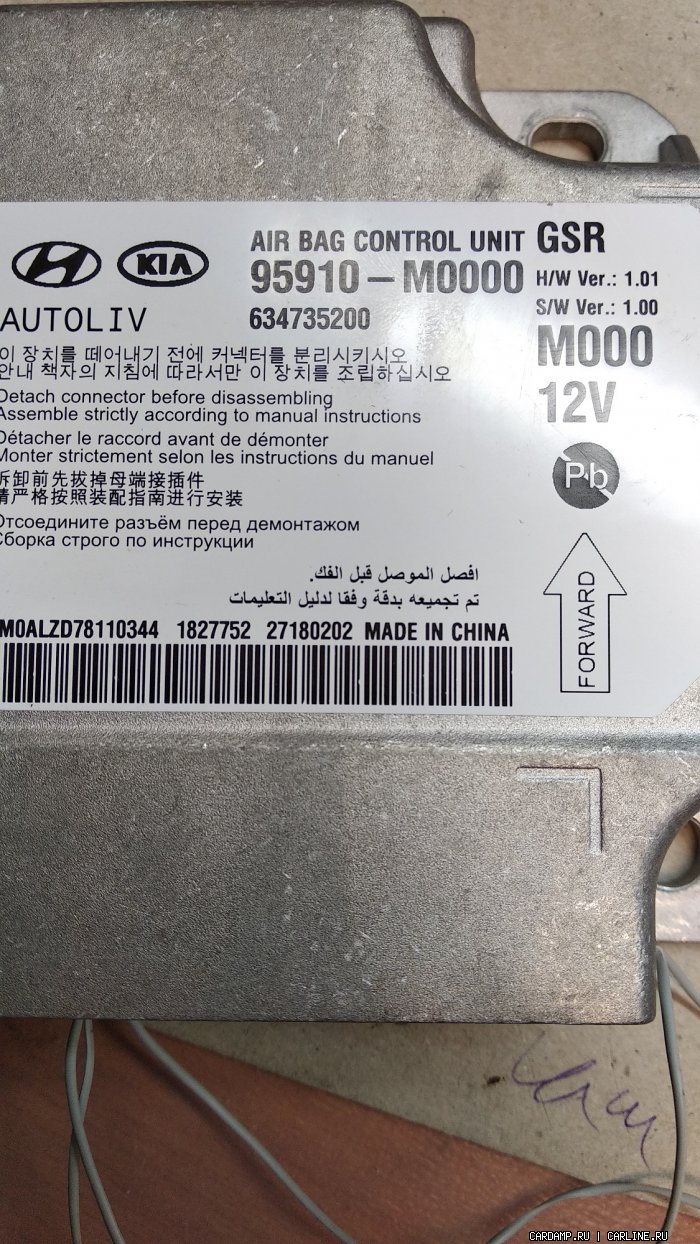 KIA
AIR BAG CONTROL UNIT GSR
95910-M0000
H/W Ver.: 1.01
AUTOLIV
634735200
S/W Ver.: 1.00
M000
12V
Pb
이 장치를 떼어내기 전에 커넥터를 분리시키시오
안내 책자의 지침에 따라서만 이 장치를 조립하십시오
Detach connector before disassembling
Assemble strictly according to manual instructions
Détacher le raccord avant de démonter
Monter strictement selon les instructions du manuel
拆卸前先拔掉母端接插件
请严格按照装配指南进行安装
Отсоедините разъём перед демонтажом
Сборка строго по инструкции
افصل الموصل قبل الفك.
تم تجميعه بدقة وفقا لدليل التعليمات
FORWARD
M0ALZD78110344 1827752 27180202 MADE IN CHINA
CARDAMP.RU | CARLINE.RU